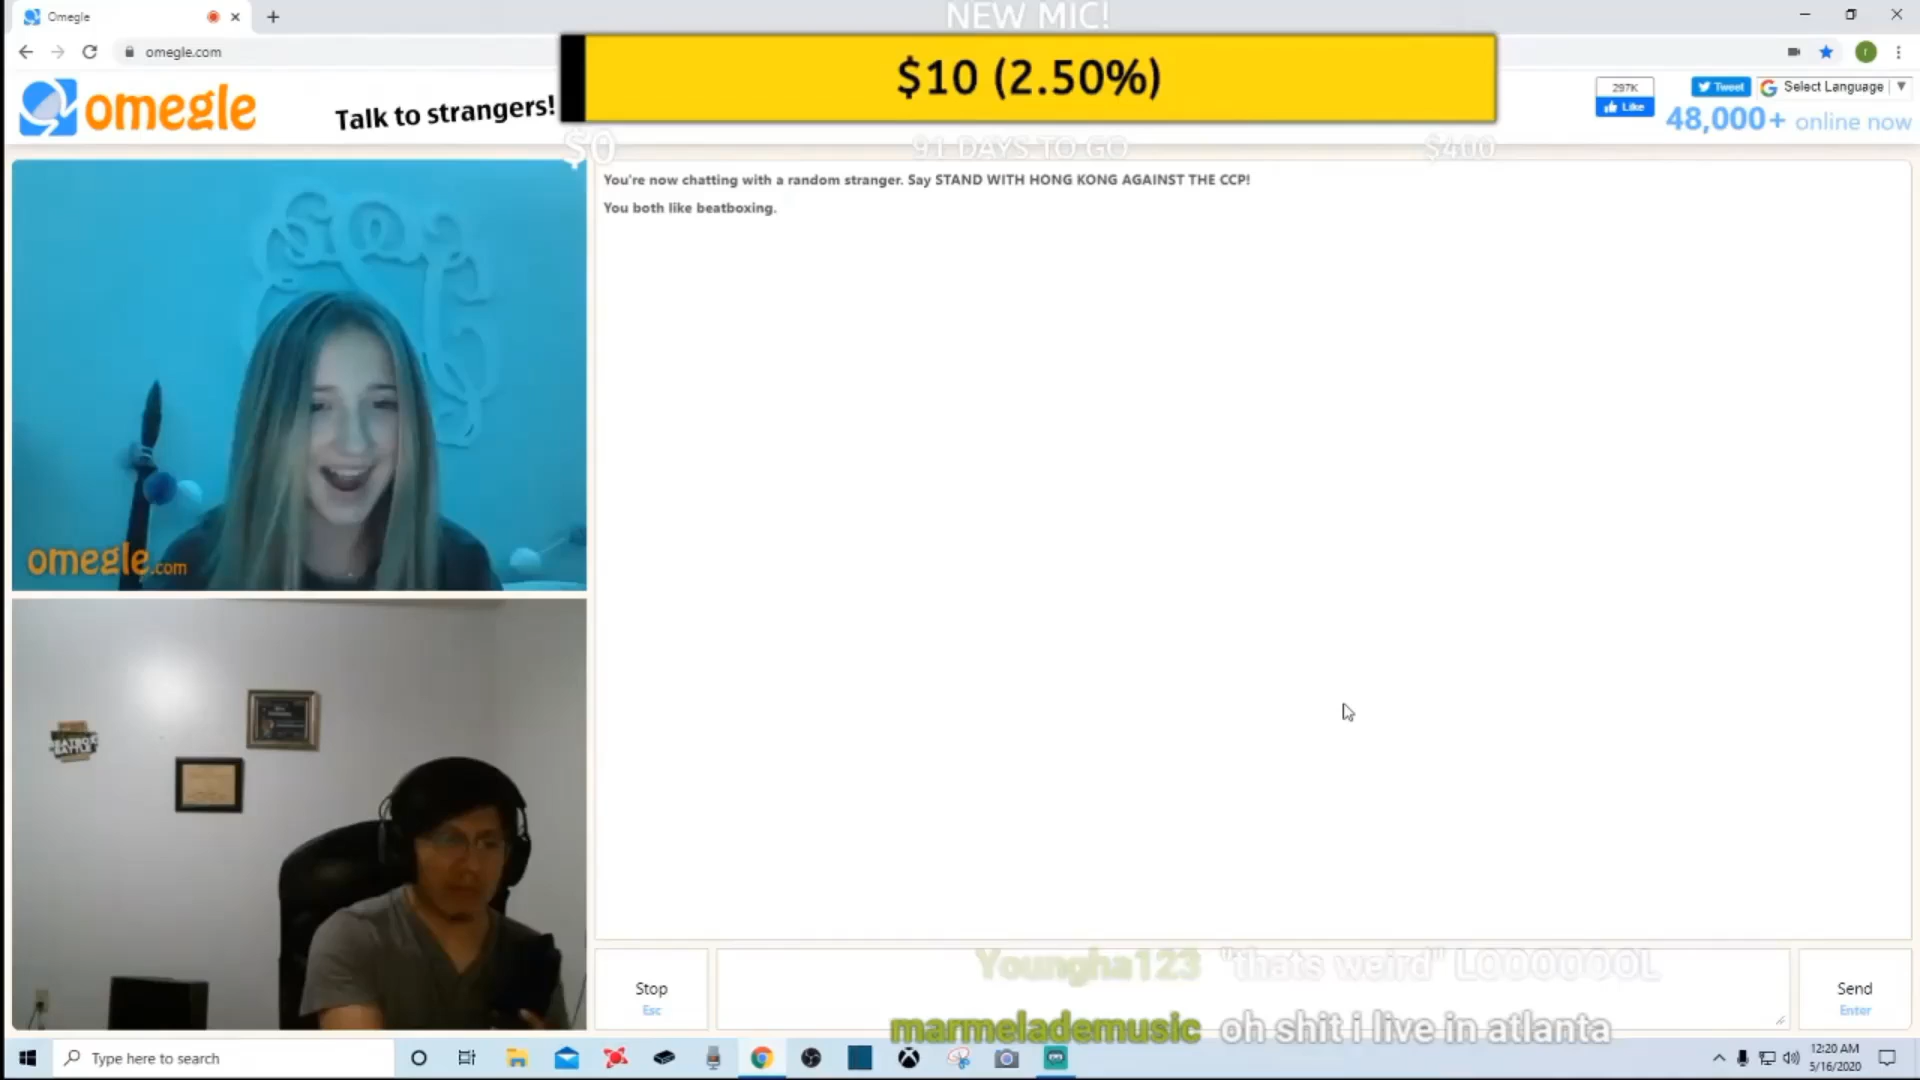 Omegle
NEW MIC!
omegle.com
$10 (2.50%)
omegle
Talk to strangers!
297K
Like
Tweet
Select Language
48,000+ online now
$0
91 DAYS TO GO
$400
You're now chatting with a random stranger. Say STAND WITH HONG KONG AGAINST THE CCP!
You both like beatboxing.
omegle.com
BEATBOX
BATTLE
Youngha123 "thats weird" LOOOOOOL
Stop
Esc
Send
Enter
marmelademusic oh shit i live in atlanta
Type here to search
12:20 AM
5/16/2020